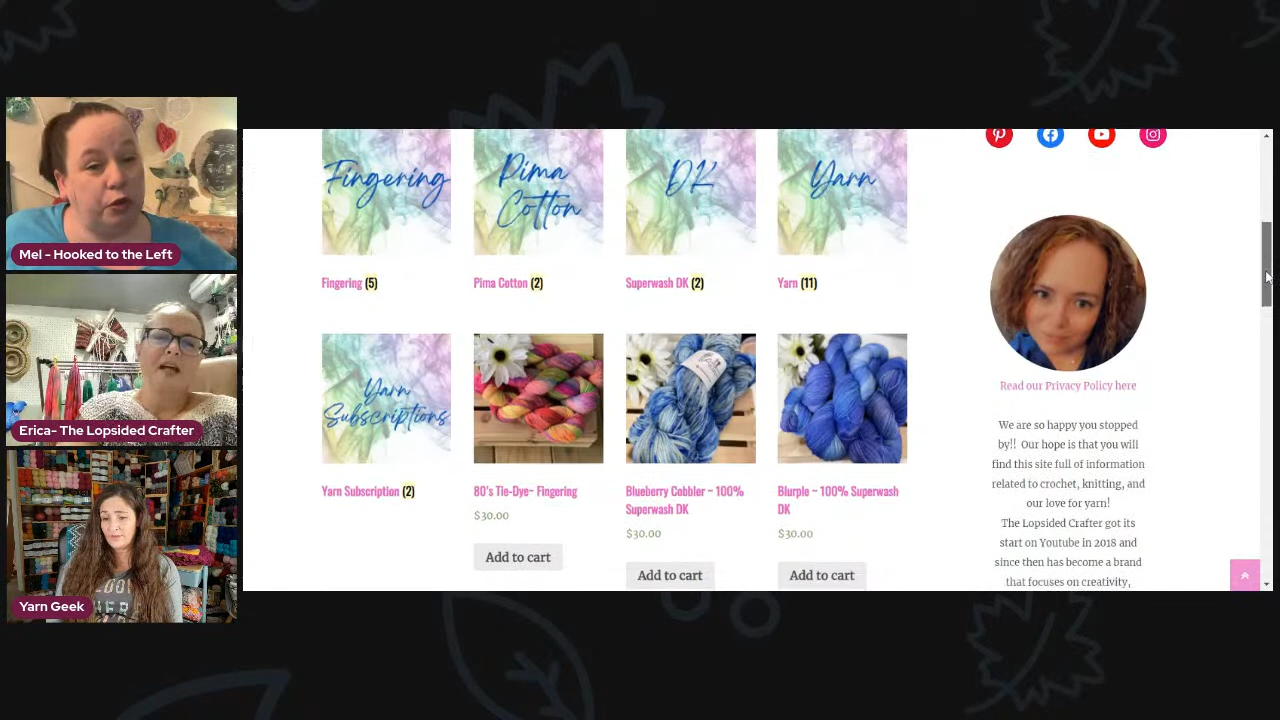 Mel - Hooked to the Left
Erica- The Lopsided Crafter
Yarn Geek
Fingering
Pima
Cotton
DK
Yarn
Fingering (5)
Pima Cotton (2)
Superwash DK (2)
Yarn (11)
Yarn
Subscriptions
Yarn Subscription (2)
80's Tie-Dye~ Fingering
$30.00
Add to cart
Blueberry Cobbler ~ 100%
Superwash DK
$30.00
Add to cart
Blurple ~ 100% Superwash
DK
$30.00
Add to cart
Read our Privacy Policy here
We are so happy you stopped
by!! Our hope is that you will
find this site full of information
related to crochet, knitting, and
our love for yarn!
The Lopsided Crafter got its
start on Youtube in 2018 and
since then has become a brand
that focuses on creativity,